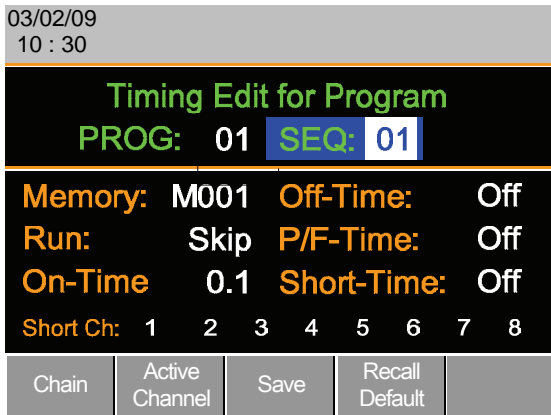 03/02/09
10 : 30
Timing Edit for Program
PROG: 01 SEQ: 01
Memory: M001 Off-Time: Off
Run: Skip P/F-Time: Off
On-Time 0.1 Short-Time: Off
Short Ch: 1 2 3 4 5 6 7 8
Chain Active Channel Save Recall Default